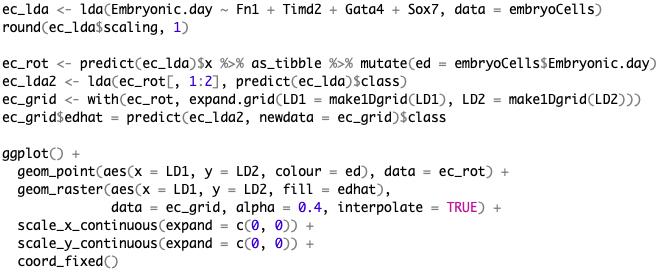 ec_lda <- lda(Embryonic.day ~ Fn1 + Timd2 + Gata4 + Sox7, data = embryoCells)
round(ec_lda$scaling, 1)

ec_rot <- predict(ec_lda)$x %>% as_tibble %>% mutate(ed = embryoCells$Embryonic.day)
ec_lda2 <- lda(ec_rot[, 1:2], predict(ec_lda)$class)
ec_grid <- with(ec_rot, expand.grid(LD1 = make1Dgrid(LD1), LD2 = make1Dgrid(LD2)))
ec_grid$edhat = predict(ec_lda2, newdata = ec_grid)$class

ggplot() +
  geom_point(aes(x = LD1, y = LD2, colour = ed), data = ec_rot) +
  geom_raster(aes(x = LD1, y = LD2, fill = edhat),
            data = ec_grid, alpha = 0.4, interpolate = TRUE) +
  scale_x_continuous(expand = c(0, 0)) +
  scale_y_continuous(expand = c(0, 0)) +
  coord_fixed()